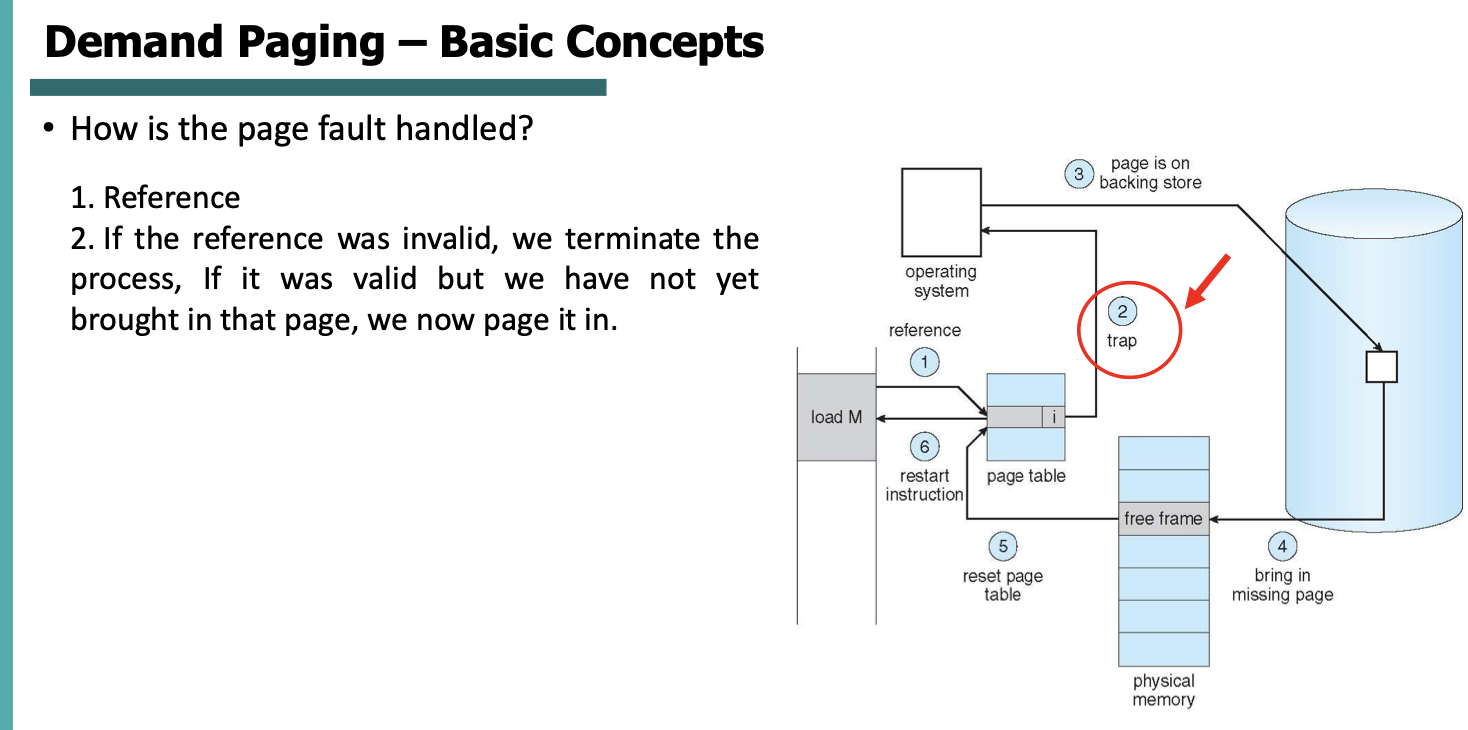 Demand Paging – Basic Concepts
• How is the page fault handled?
1. Reference
2. If the reference was invalid, we terminate the
process, If it was valid but we have not yet
brought in that page, we now page it in.
3
page is on
backing store
operating
system
2
trap
reference
1
load M
i
6
restart
instruction
page table
free frame
5
reset page
table
4
bring in
missing page
physical
memory